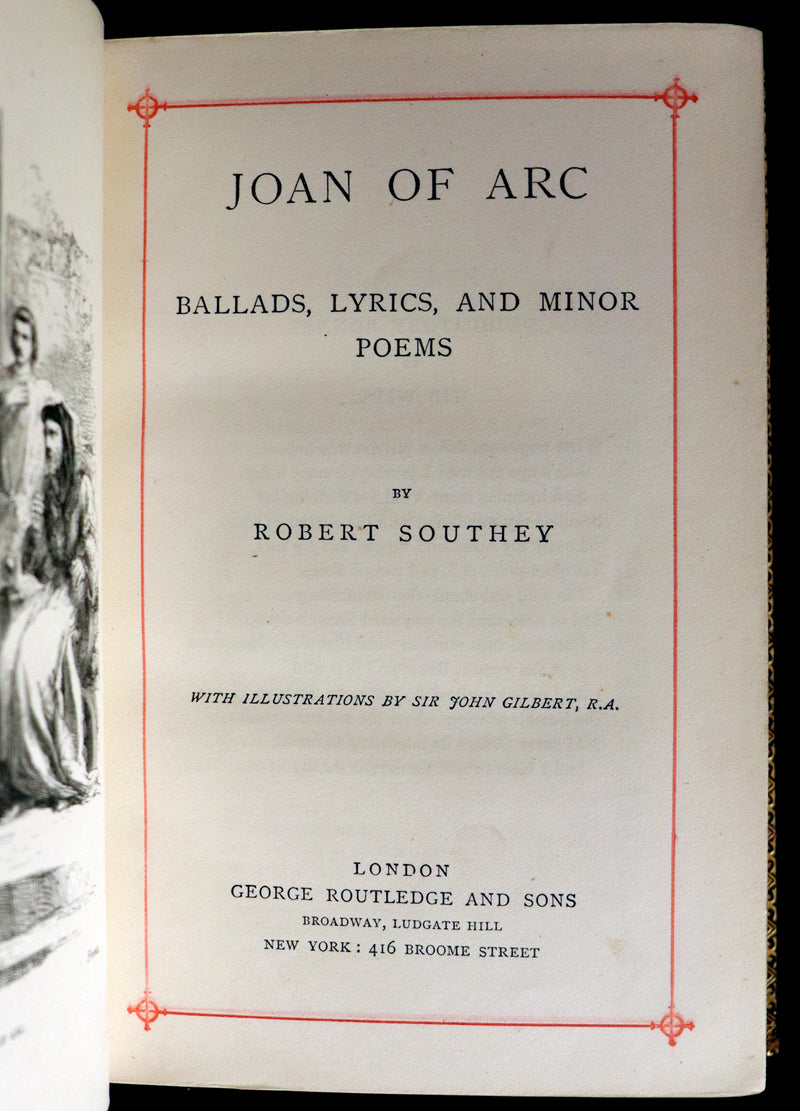 JOAN OF ARC
BALLADS, LYRICS, AND MINOR
POEMS
BY
ROBERT SOUTHEY
WITH ILLUSTRATIONS BY SIR JOHN GILBERT, R.A.
LONDON
GEORGE ROUTLEDGE AND SONS
BROADWAY, LUDGATE HILL
NEW YORK: 416 BROOME STREET